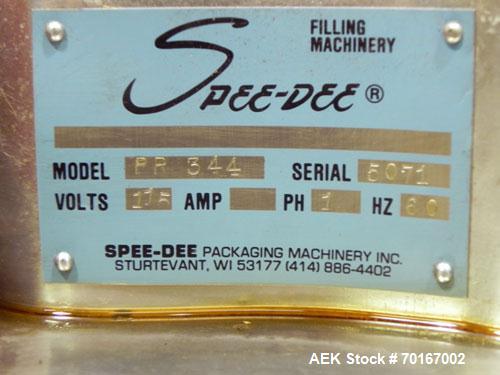 FILLING
MACHINERY
SPEE-DEE ®
MODEL PR 344 SERIAL 5071
VOLTS 115 AMP PH 1 HZ 60
SPEE-DEE PACKAGING MACHINERY INC.
STURTEVANT, WI 53177 (414) 886-4402
AEK Stock # 70167002